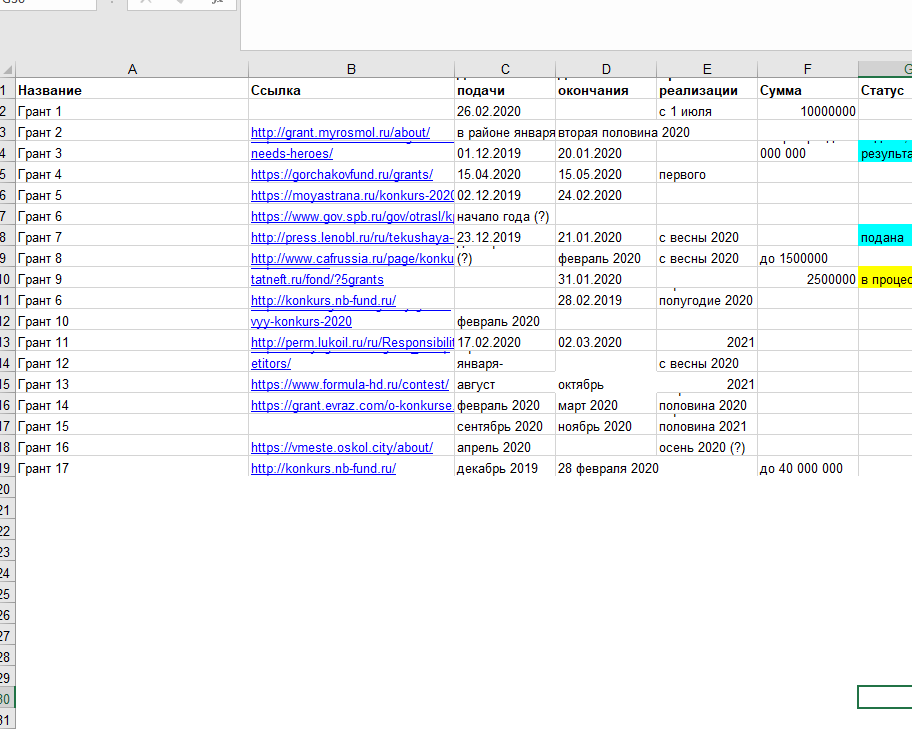 A B C D E F G
1 Название Ссылка подачи окончания реализации Сумма Статус
2 Грант 1 26.02.2020 с 1 июля 10000000
3 Грант 2 http://grant.myrosmol.ru/about/ в районе января вторая половина 2020
4 Грант 3 needs-heroes/ 01.12.2019 20.01.2020 000 000 результа
5 Грант 4 https://gorchakovfund.ru/grants/ 15.04.2020 15.05.2020 первого
6 Грант 5 https://moyastrana.ru/konkurs-2020 02.12.2019 24.02.2020
7 Грант 6 https://www.gov.spb.ru/gov/otrasl/k начало года (?)
8 Грант 7 http://press.lenobl.ru/ru/tekushaya- 23.12.2019 21.01.2020 с весны 2020 подана
9 Грант 8 http://www.cafrussia.ru/page/konku (?) февраль 2020 с весны 2020 до 1500000
10 Грант 9 tatneft.ru/fond/?5grants 31.01.2020 2500000 в процес
11 Грант 6 http://konkurs.nb-fund.ru/ 28.02.2019 полугодие 2020
12 Грант 10 vyy-konkurs-2020 февраль 2020
13 Грант 11 http://perm.lukoil.ru/ru/Responsibilit 17.02.2020 02.03.2020 2021
14 Грант 12 etitors/ января- с весны 2020
15 Грант 13 https://www.formula-hd.ru/contest/ август октябрь 2021
16 Грант 14 https://grant.evraz.com/o-konkurse. февраль 2020 март 2020 половина 2020
17 Грант 15 сентябрь 2020 ноябрь 2020 половина 2021
18 Грант 16 https://vmeste.oskol.city/about/ апрель 2020 осень 2020 (?)
19 Грант 17 http://konkurs.nb-fund.ru/ декабрь 2019 28 февраля 2020 до 40 000 000
20
21
22
23
24
25
26
27
28
29
30
31